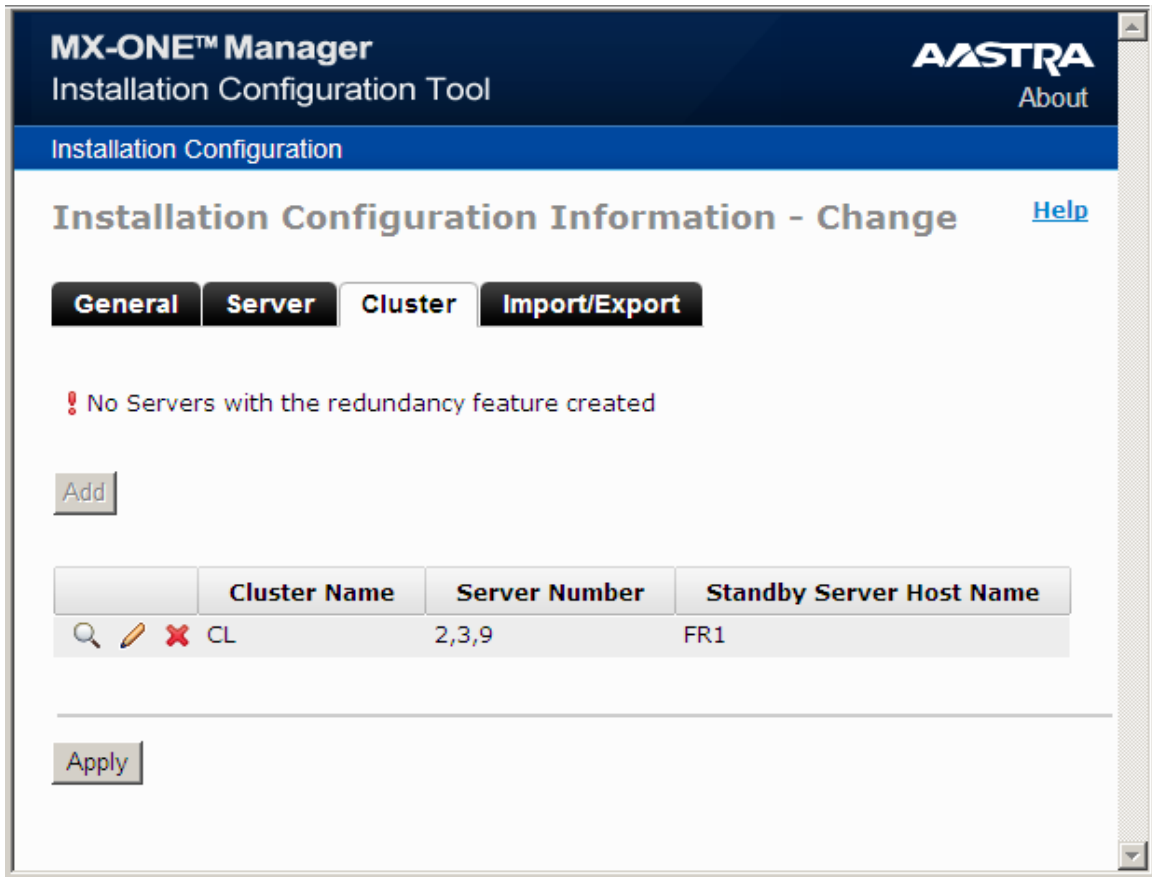 MX-ONE™ Manager
AASTRA
Installation Configuration Tool
About
Installation Configuration
Installation Configuration Information - Change
Help
General Server Cluster Import/Export
No Servers with the redundancy feature created
Add
Cluster Name Server Number Standby Server Host Name
CL 2,3,9 FR1
Apply